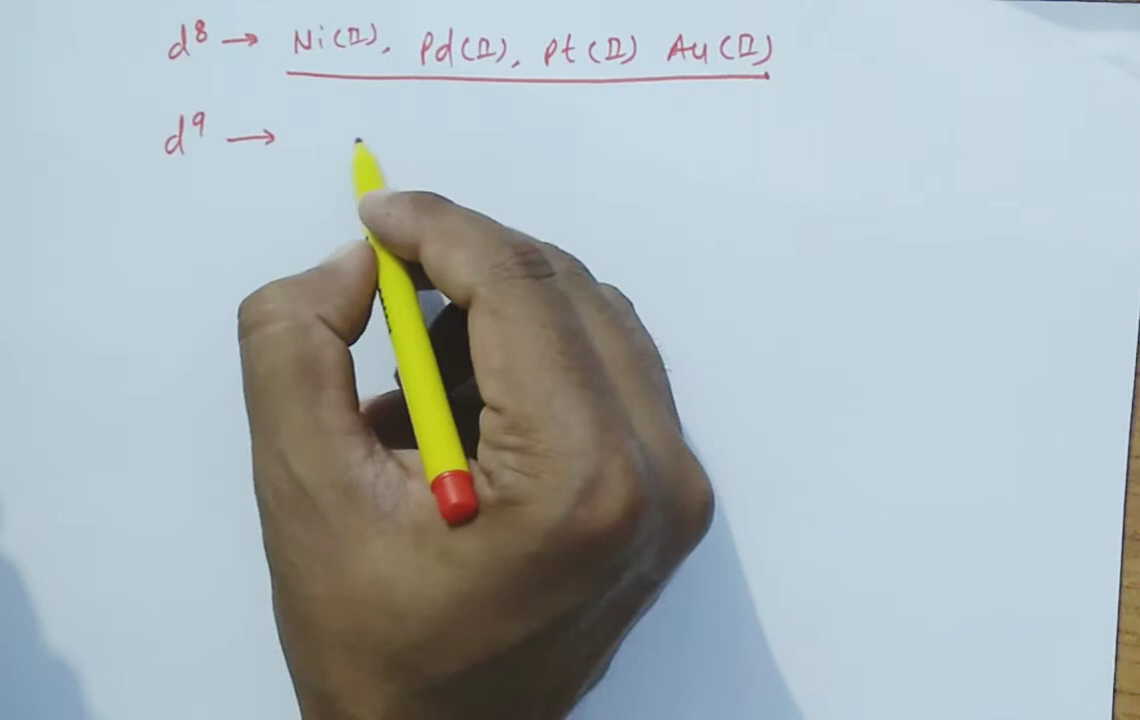 d⁸ → Ni(II), Pd(II), Pt(II) Au(II)
d⁹ →